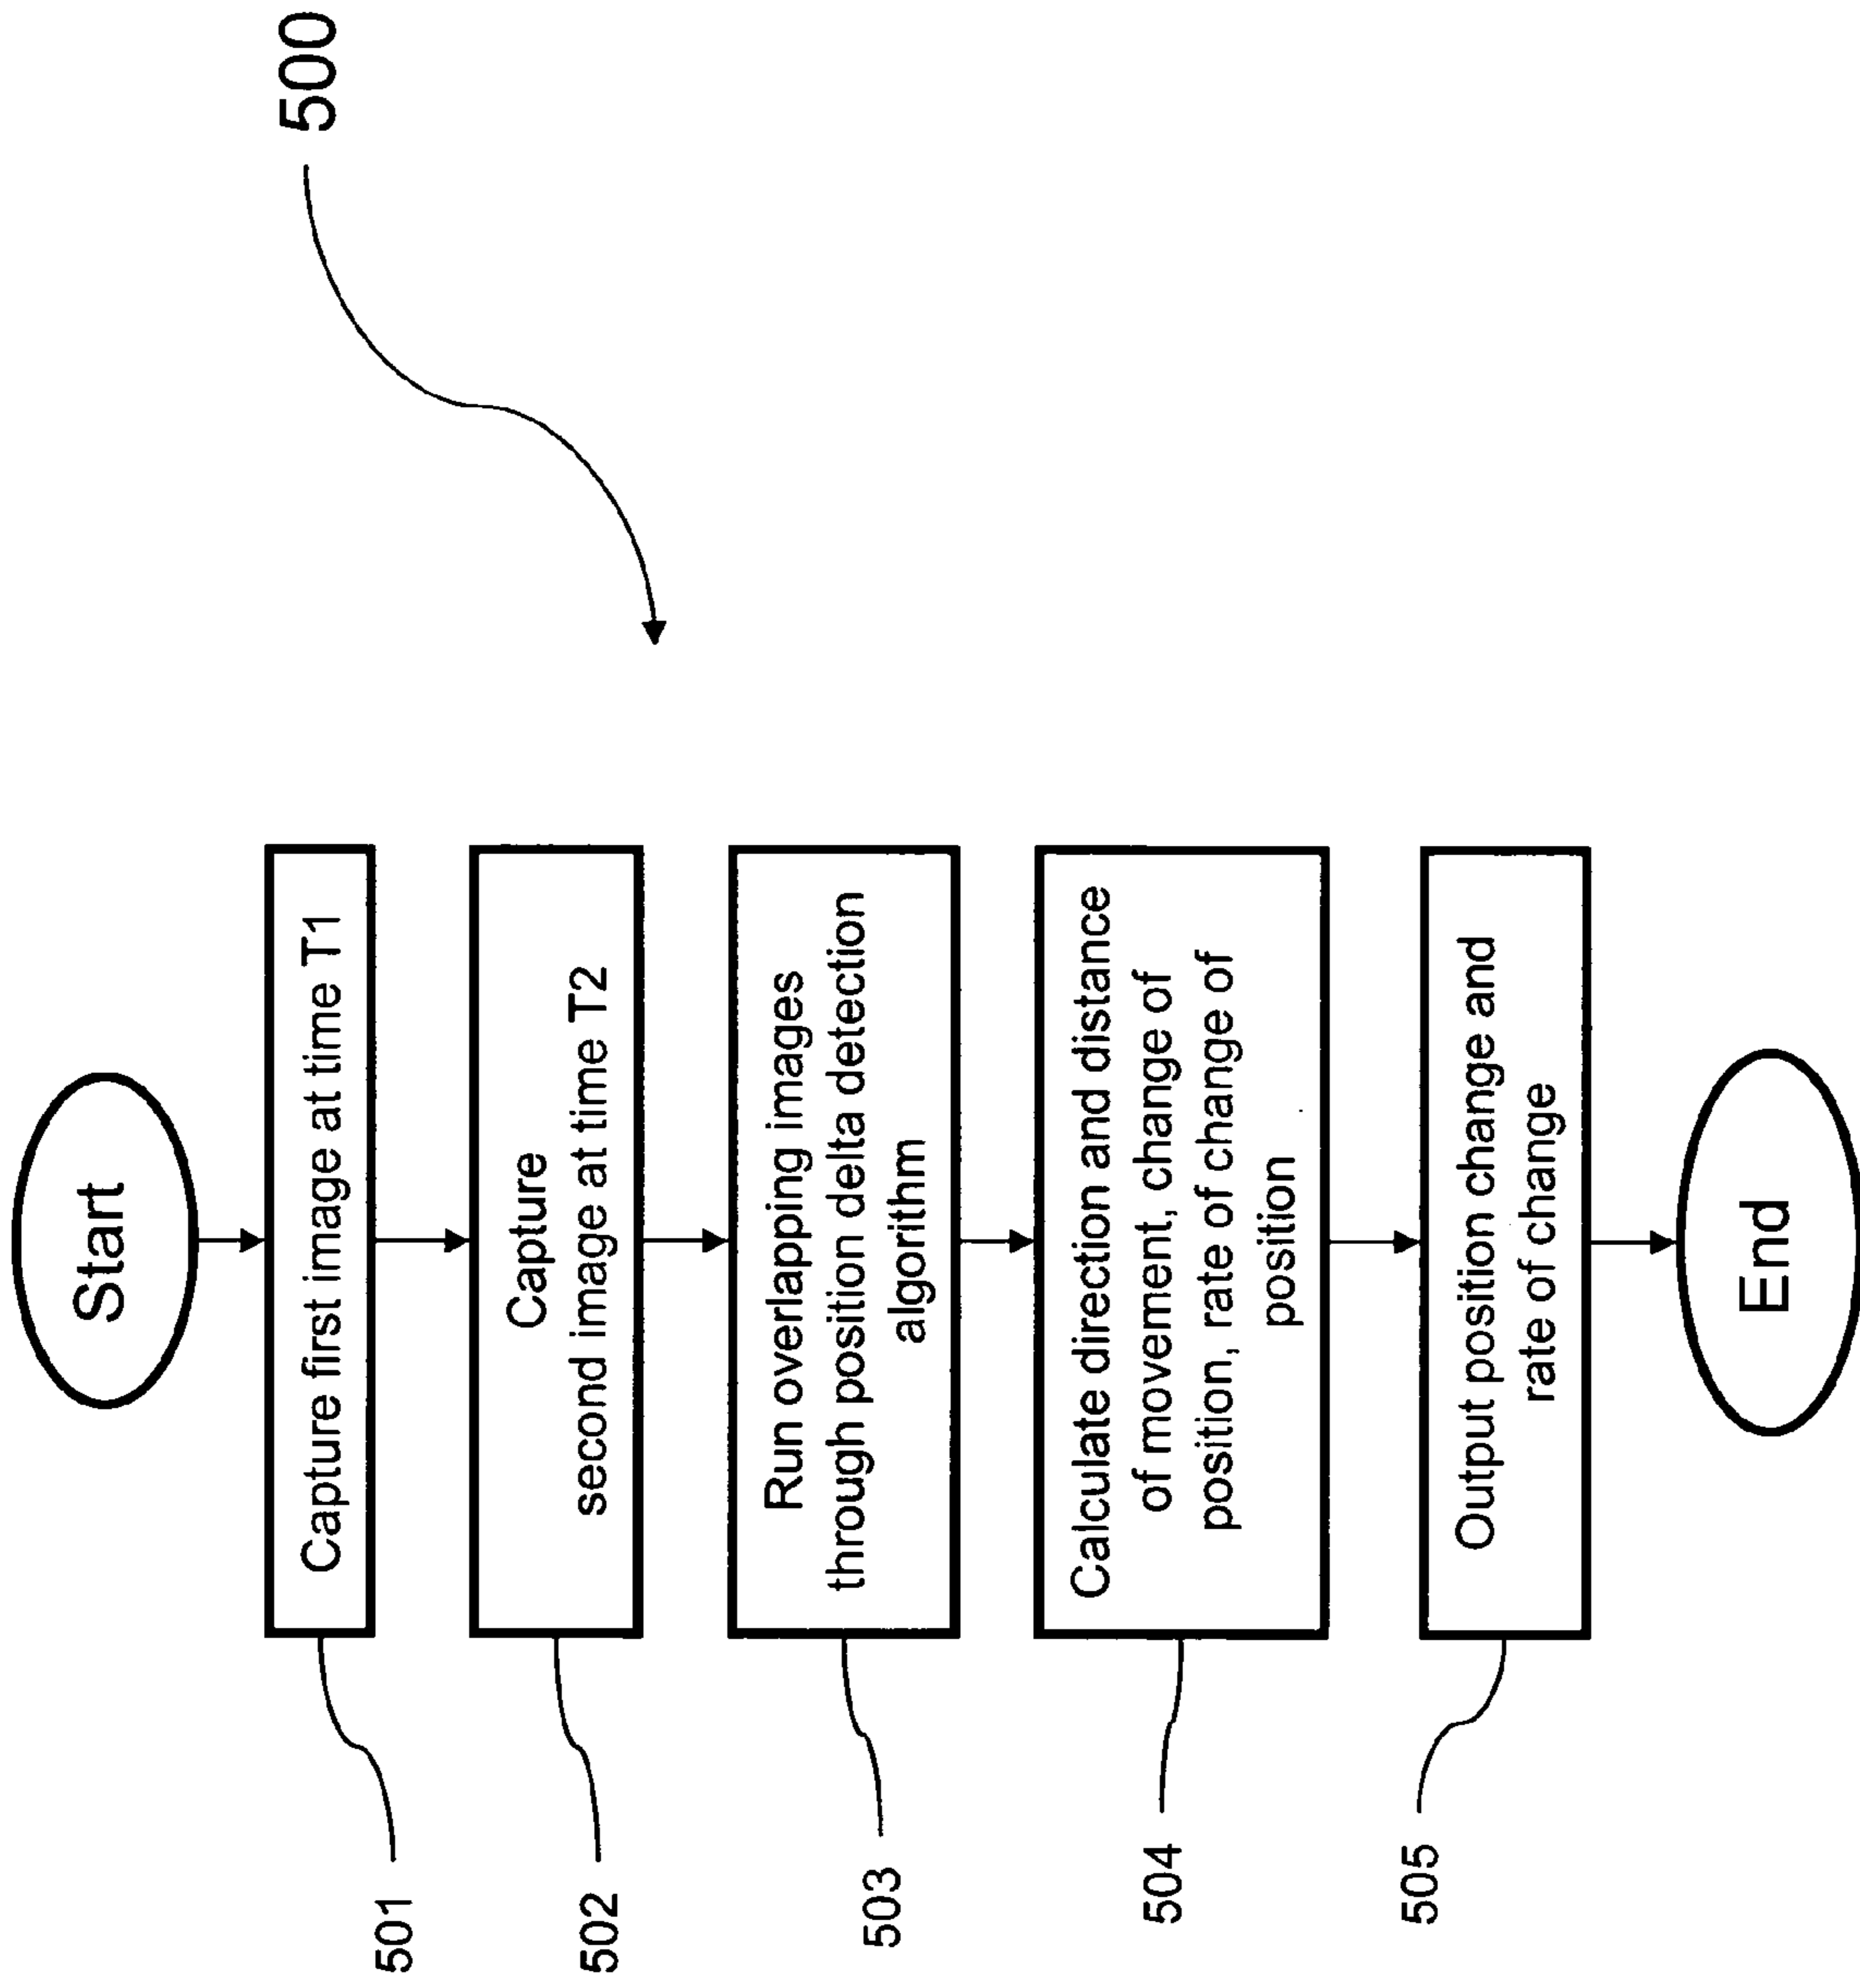 500
Start
501
Capture first image at time T1
502
Capture
second image at time T2
503
Run overlapping images
through position delta detection
algorithm
504
Calculate direction and distance
of movement, change of
position, rate of change of
position
505
Output position change and
rate of change
End